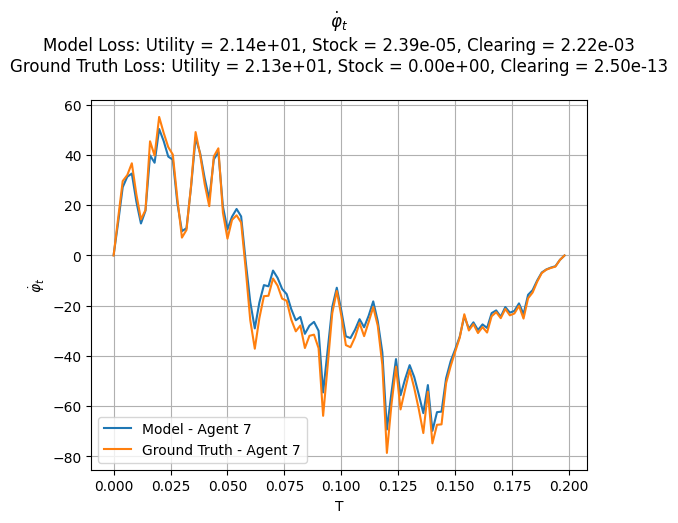 φ̇ₜ
Model Loss: Utility = 2.14e+01, Stock = 2.39e-05, Clearing = 2.22e-03
Ground Truth Loss: Utility = 2.13e+01, Stock = 0.00e+00, Clearing = 2.50e-13
60
40
20
0
−20
−40
−60
−80
φ̇ₜ
Model - Agent 7
Ground Truth - Agent 7
0.000 0.025 0.050 0.075 0.100 0.125 0.150 0.175 0.200
T